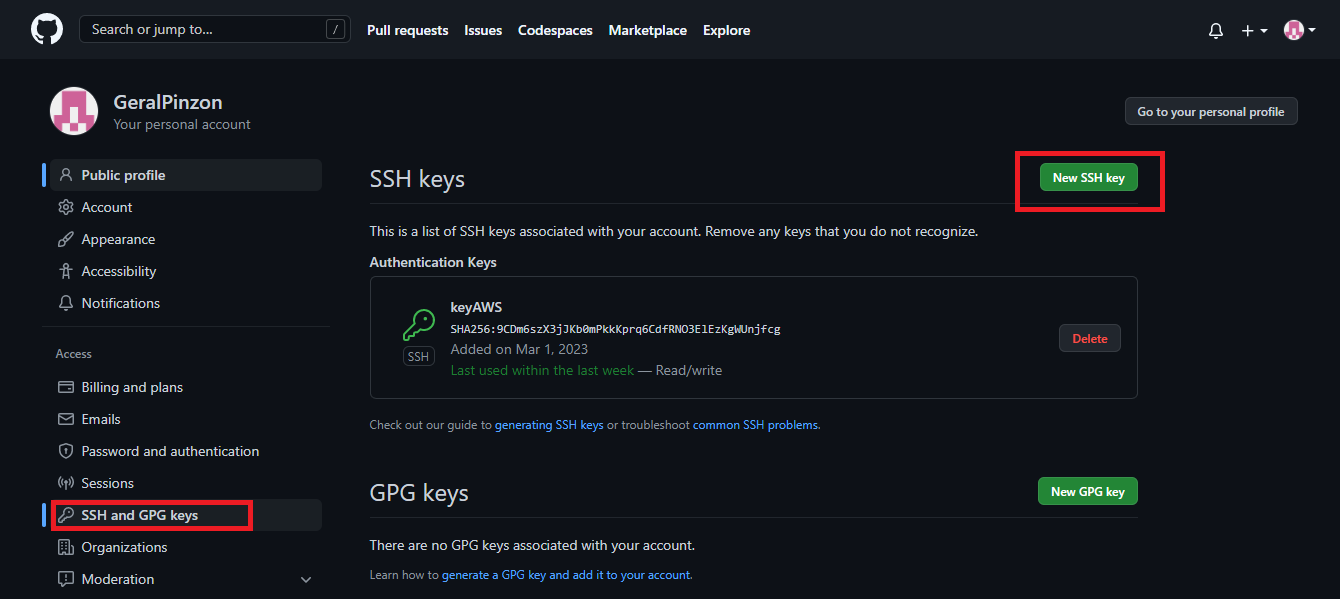 Search or jump to... /
Pull requests
Issues
Codespaces
Marketplace
Explore
GeralPinzon
Your personal account
Go to your personal profile
Public profile
Account
Appearance
Accessibility
Notifications
Access
Billing and plans
Emails
Password and authentication
Sessions
SSH and GPG keys
Organizations
Moderation
SSH keys
New SSH key
This is a list of SSH keys associated with your account. Remove any keys that you do not recognize.
Authentication Keys
keyAWS
SHA256:9CDm6szX3jJKb0mPkkKprq6CdfRNO3ElEzKgWUnjfcg
Added on Mar 1, 2023
Last used within the last week — Read/write
SSH
Delete
Check out our guide to generating SSH keys or troubleshoot common SSH problems.
GPG keys
New GPG key
There are no GPG keys associated with your account.
Learn how to generate a GPG key and add it to your account.